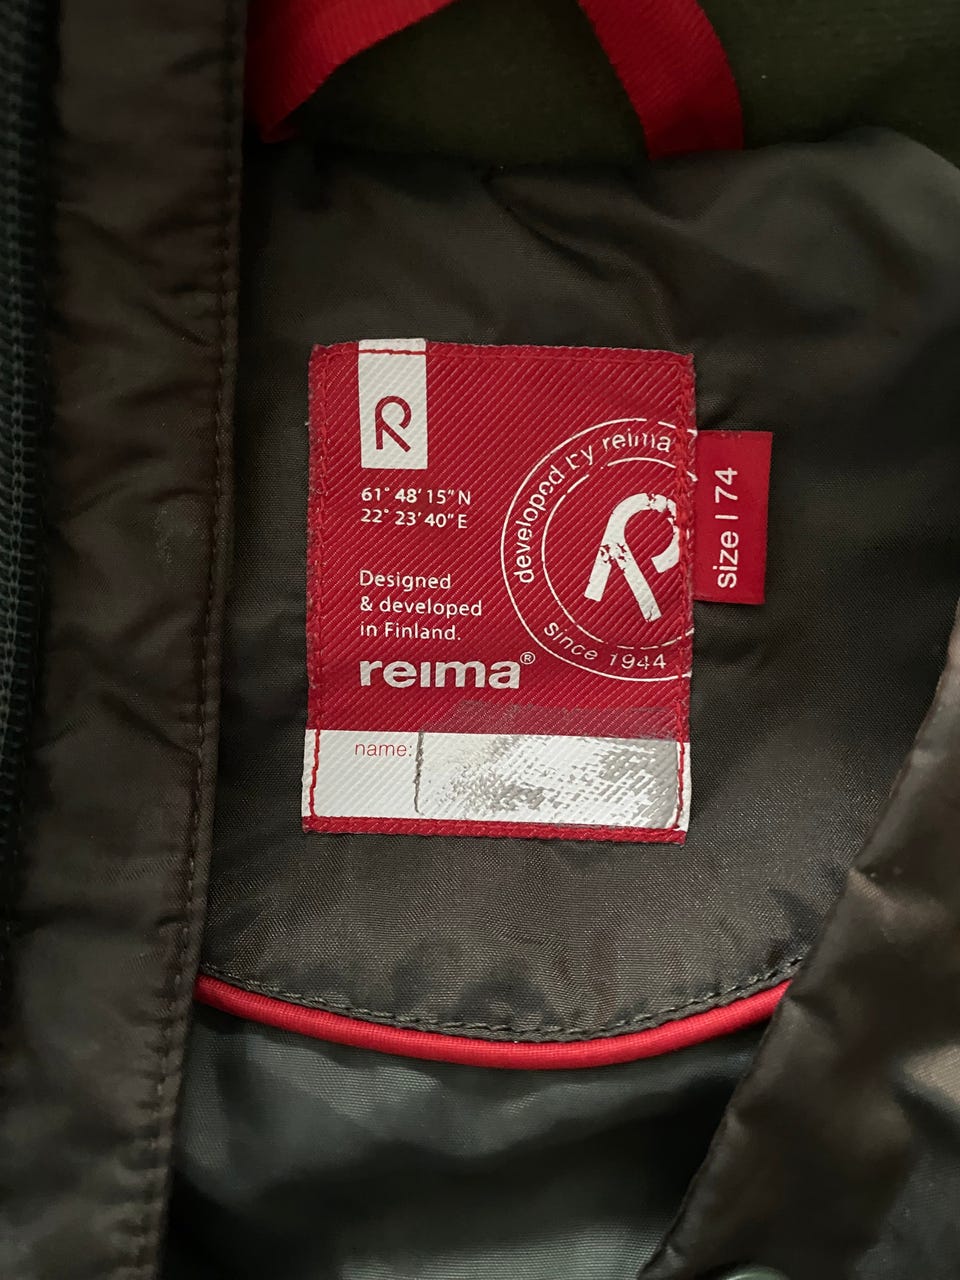 R
61° 48' 15" N
22° 23' 40" E
Designed
& developed
in Finland.
reima®
name:
developed by reima
R
since 1944
size | 74